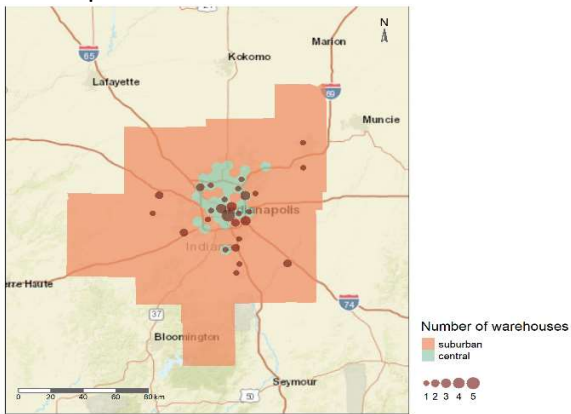 N
Marion
65
Kokomo
Lafayette
69
Muncie
Indianapolis
India
erre Haute
74
37
Bloomington
Seymour
50
0 20 40 60 80 km
Number of warehouses
suburban
central
1 2 3 4 5